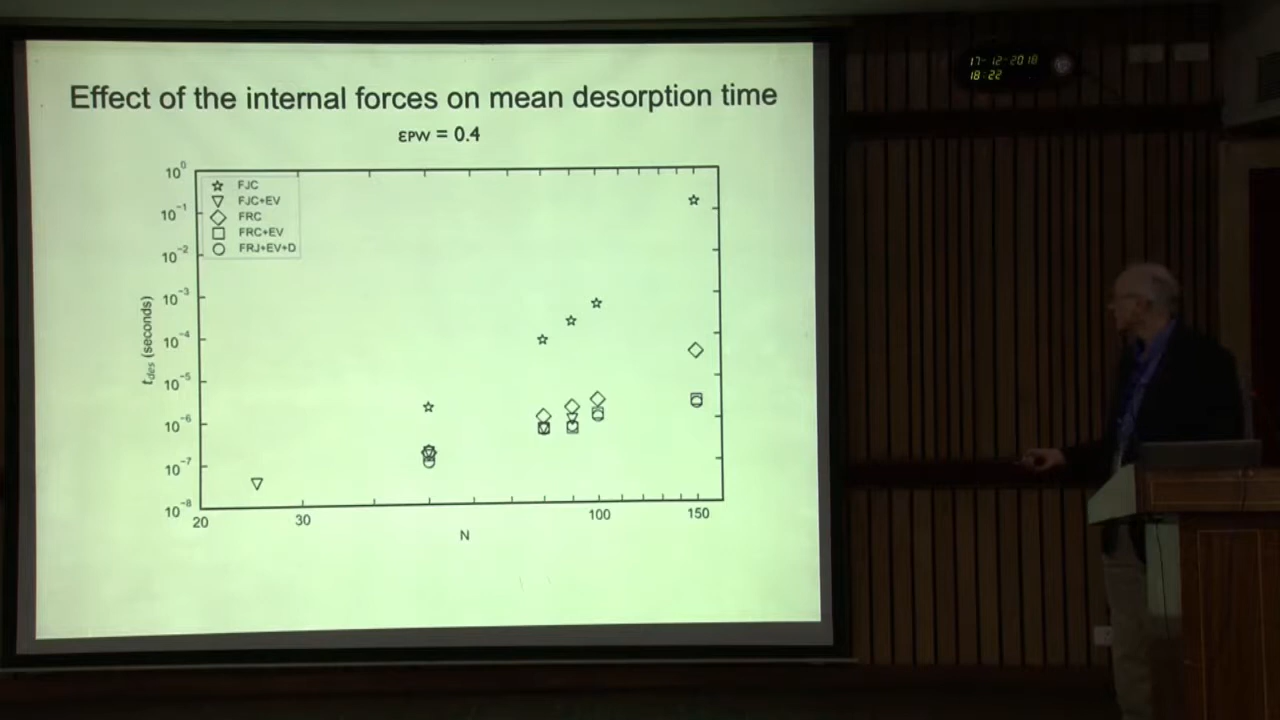 Effect of the internal forces on mean desorption time
εPW = 0.4
10⁰
10⁻¹
10⁻²
10⁻³
10⁻⁴
10⁻⁵
10⁻⁶
10⁻⁷
10⁻⁸
t_des (seconds)
FJC
FJC+EV
FRC
FRC+EV
FRJ+EV+D
20
30
100
150
N
17-12-2018
18:22